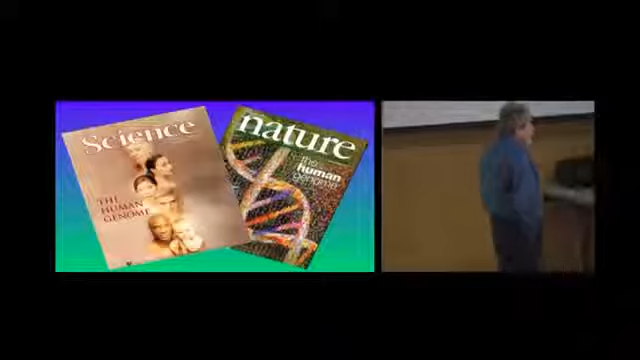 Science
THE
HUMAN
GENOME
nature
the
human
genome